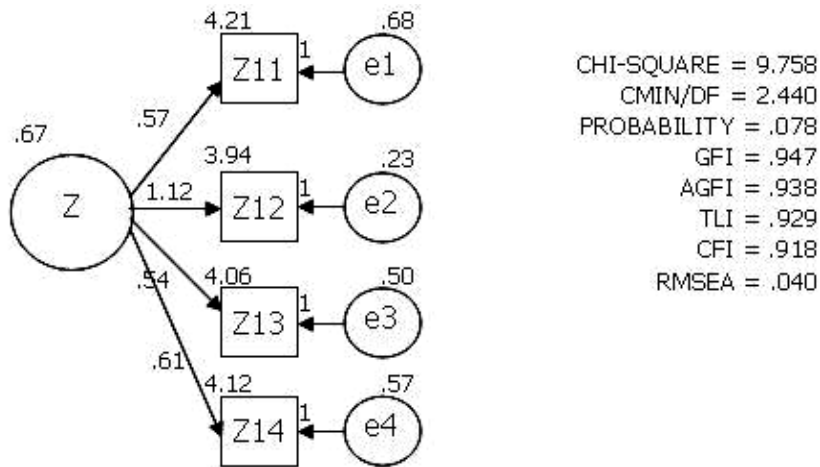 4.21
.68
Z11
1
e1
.57
.67
3.94
.23
Z
1.12
Z12
1
e2
.54
4.06
.50
Z13
1
e3
.61
4.12
.57
Z14
1
e4
CHI-SQUARE = 9.758
CMIN/DF = 2.440
PROBABILITY = .078
GFI = .947
AGFI = .938
TLI = .929
CFI = .918
RMSEA = .040